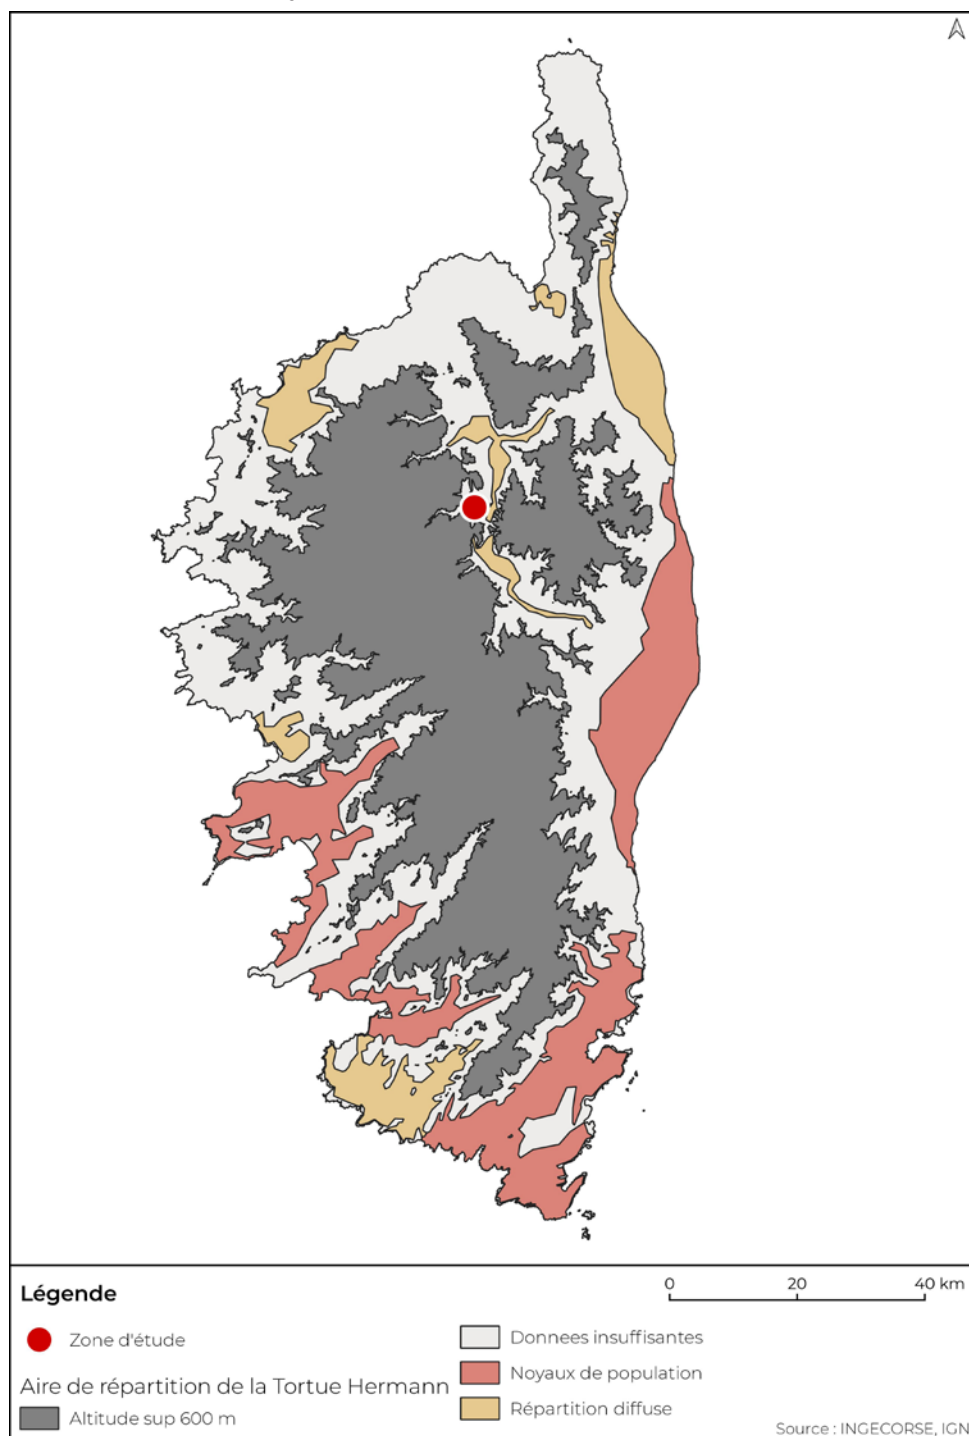 Légende
0 20 40 km
Zone d'étude
Aire de répartition de la Tortue Hermann
Altitude sup 600 m
Donnees insuffisantes
Noyaux de population
Répartition diffuse
Source : INGECORSE, IGN